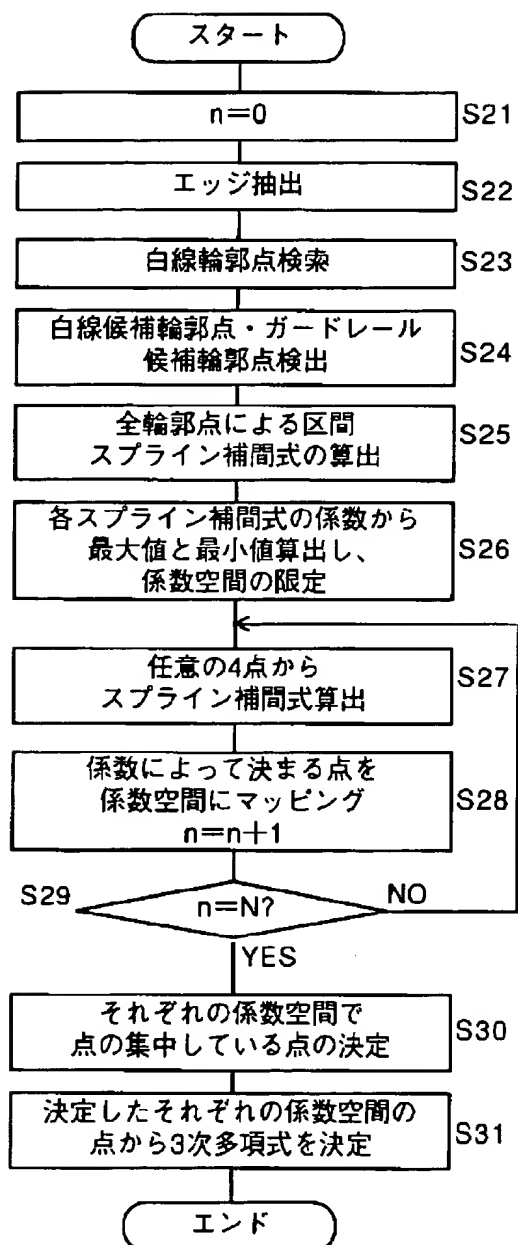 スタート
n=0
S21
エッジ抽出
S22
白線輪郭点検索
S23
白線候補輪郭点・ガードレール
候補輪郭点検出
S24
全輪郭点による区間
スプライン補間式の算出
S25
各スプライン補間式の係数から
最大値と最小値算出し、
係数空間の限定
S26
任意の4点から
スプライン補間式算出
S27
係数によって決まる点を
係数空間にマッピング
n=n+1
S28
S29
n=N?
NO
YES
それぞれの係数空間で
点の集中している点の決定
S30
決定したそれぞれの係数空間の
点から3次多項式を決定
S31
エンド